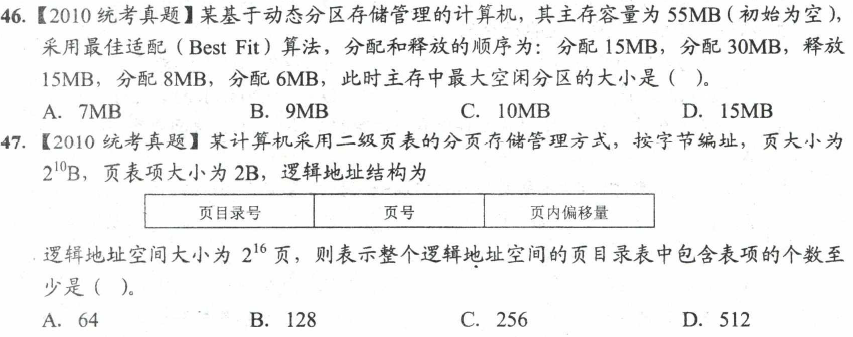 46.【2010 统考真题】某基于动态分区存储管理的计算机，其主存容量为 55MB（初始为空），
采用最佳适配（Best Fit）算法，分配和释放的顺序为：分配 15MB，分配 30MB，释放
15MB，分配 8MB，分配 6MB，此时主存中最大空闲分区的大小是（ ）。
A. 7MB B. 9MB C. 10MB D. 15MB
47.【2010 统考真题】某计算机采用二级页表的分页存储管理方式，按字节编址，页大小为
2¹⁰B，页表项大小为 2B，逻辑地址结构为
页目录号 页号 页内偏移量
逻辑地址空间大小为 2¹⁶ 页，则表示整个逻辑地址空间的页目录表中包含表项的个数至
少是（ ）。
A. 64 B. 128 C. 256 D. 512